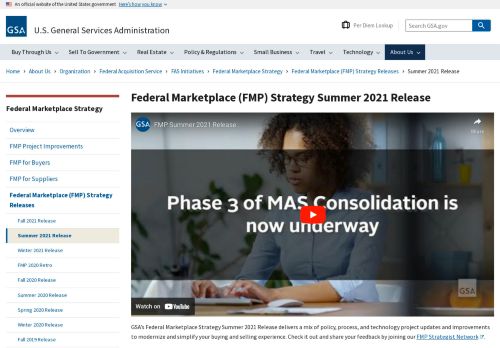 An official website of the United States government Here's how you know
GSA U.S. General Services Administration
Per Diem Lookup
Search GSA.gov
Buy Through Us Sell To Government Real Estate Policy & Regulations Small Business Travel Technology About Us
Home › About Us › Organization › Federal Acquisition Service › FAS Initiatives › Federal Marketplace Strategy › Federal Marketplace (FMP) Strategy Releases › Summer 2021 Release
Federal Marketplace Strategy
Overview
FMP Project Improvements
FMP for Buyers
FMP for Suppliers
Federal Marketplace (FMP) Strategy
Releases
Fall 2021 Release
Summer 2021 Release
Winter 2021 Release
FMP 2020 Retro
Fall 2020 Release
Summer 2020 Release
Spring 2020 Release
Winter 2020 Release
Fall 2019 Release
Federal Marketplace (FMP) Strategy Summer 2021 Release
GSA FMP Summer 2021 Release
Share
Phase 3 of MAS Consolidation is
now underway
GSA
Watch on YouTube
GSA's Federal Marketplace Strategy Summer 2021 Release delivers a mix of policy, process, and technology project updates and improvements
to modernize and simplify your buying and selling experience. Check it out and share your feedback by joining our FMP Strategist Network.